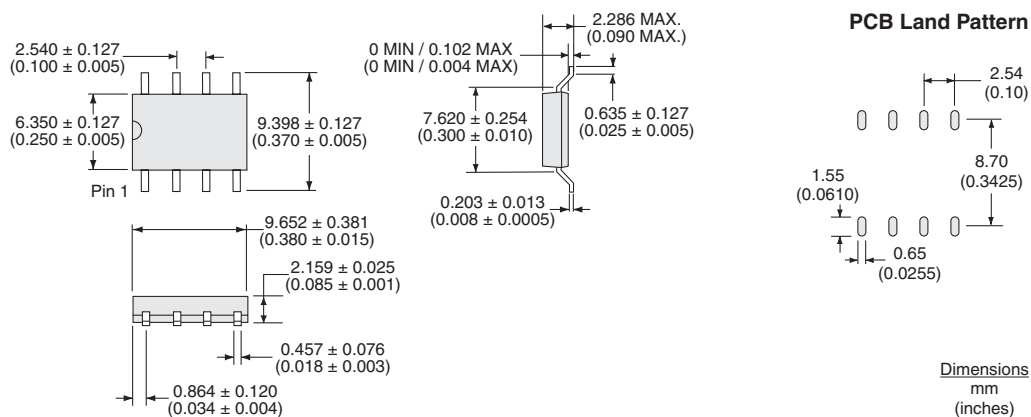 2.540 ± 0.127
(0.100 ± 0.005)
6.350 ± 0.127
(0.250 ± 0.005)
9.398 ± 0.127
(0.370 ± 0.005)
Pin 1
9.652 ± 0.381
(0.380 ± 0.015)
2.159 ± 0.025
(0.085 ± 0.001)
0.457 ± 0.076
(0.018 ± 0.003)
0.864 ± 0.120
(0.034 ± 0.004)
2.286 MAX.
(0.090 MAX.)
0 MIN / 0.102 MAX
(0 MIN / 0.004 MAX)
7.620 ± 0.254
(0.300 ± 0.010)
0.635 ± 0.127
(0.025 ± 0.005)
0.203 ± 0.013
(0.008 ± 0.0005)
PCB Land Pattern
2.54
(0.10)
8.70
(0.3425)
1.55
(0.0610)
0.65
(0.0255)
Dimensions
mm
(inches)